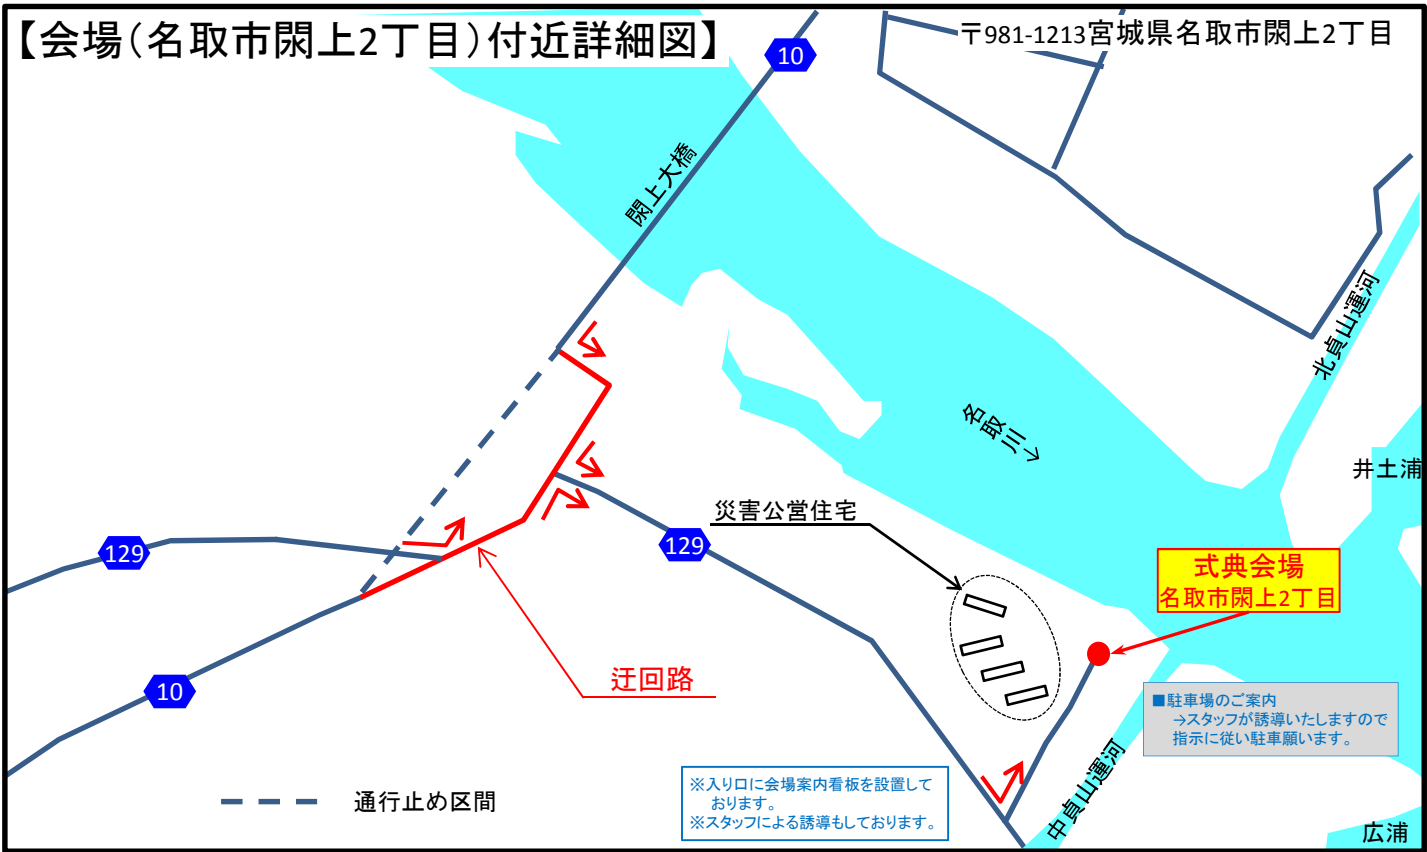 【会場（名取市閖上2丁目）付近詳細図】
〒981-1213宮城県名取市閖上2丁目
10
閖上大橋
北貞山運河
名取川→
井土浦
災害公営住宅
129
129
式典会場
名取市閖上2丁目
迂回路
10
■駐車場のご案内
→スタッフが誘導いたしますので
指示に従い駐車願います。
中貞山運河
※入り口に会場案内看板を設置して
おります。
※スタッフによる誘導もしております。
通行止め区間
広浦